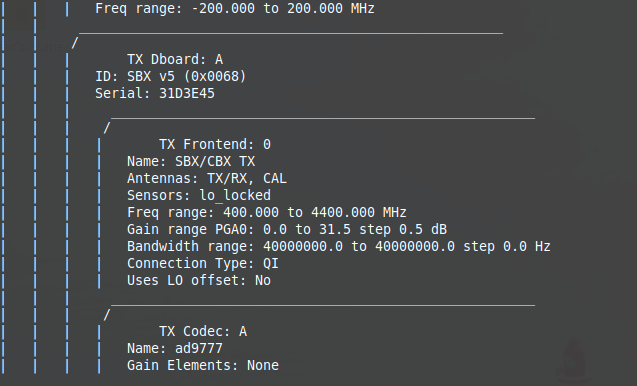 |   |   |   Freq range: -200.000 to 200.000 MHz
|   |     _____________________________________________________
|   |    /
|   |   |       TX Dboard: A
|   |   |   ID: SBX v5 (0x0068)
|   |   |   Serial: 31D3E45
|   |   |     _____________________________________________________
|   |   |    /
|   |   |   |       TX Frontend: 0
|   |   |   |   Name: SBX/CBX TX
|   |   |   |   Antennas: TX/RX, CAL
|   |   |   |   Sensors: lo_locked
|   |   |   |   Freq range: 400.000 to 4400.000 MHz
|   |   |   |   Gain range PGA0: 0.0 to 31.5 step 0.5 dB
|   |   |   |   Bandwidth range: 40000000.0 to 40000000.0 step 0.0 Hz
|   |   |   |   Connection Type: QI
|   |   |   |   Uses LO offset: No
|   |   |     _____________________________________________________
|   |   |    /
|   |   |   |       TX Codec: A
|   |   |   |   Name: ad9777
|   |   |   |   Gain Elements: None